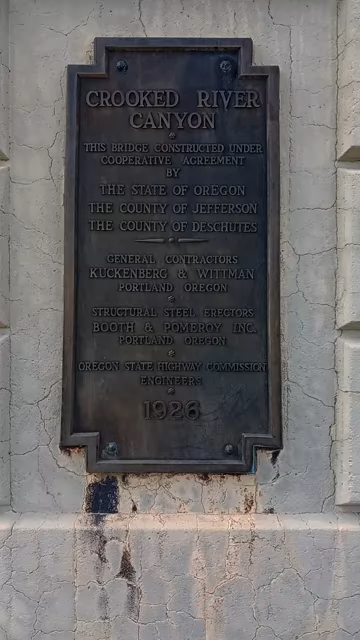 CROOKED RIVER
CANYON
THIS BRIDGE CONSTRUCTED UNDER
COOPERATIVE AGREEMENT
BY
THE STATE OF OREGON
THE COUNTY OF JEFFERSON
THE COUNTY OF DESCHUTES
GENERAL CONTRACTORS
KUCKENBERG & WITTMAN
PORTLAND OREGON
STRUCTURAL STEEL ERECTORS
BOOTH & POMEROY INC.
PORTLAND OREGON
OREGON STATE HIGHWAY COMMISSION
ENGINEERS
1926